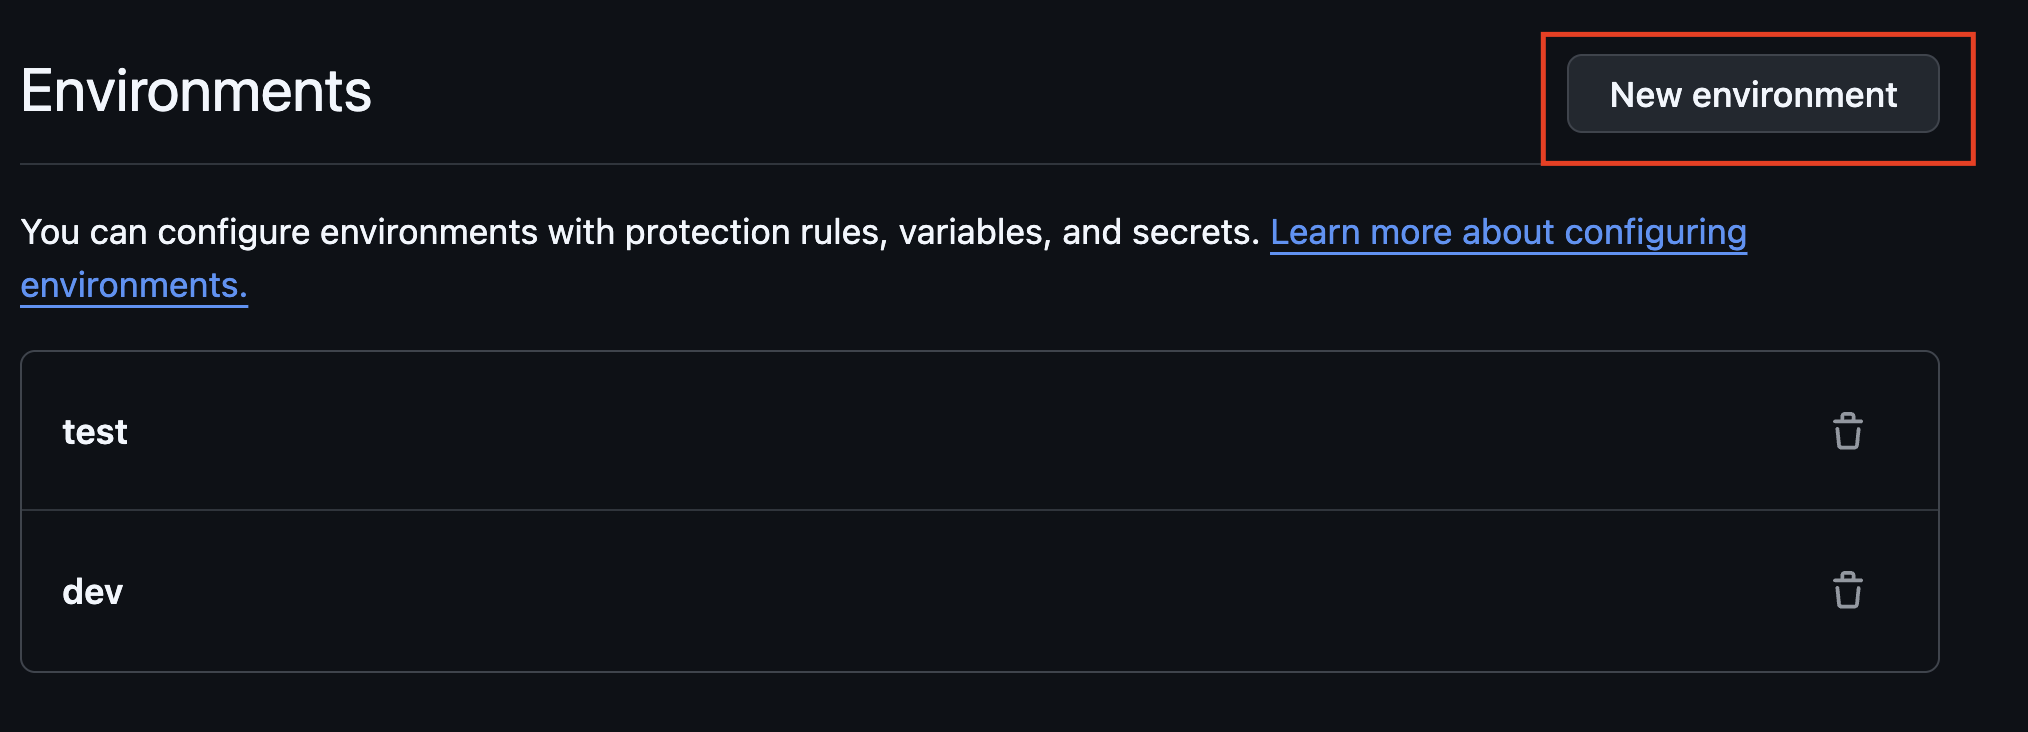 Environments
New environment
You can configure environments with protection rules, variables, and secrets. Learn more about configuring
environments.
test
dev